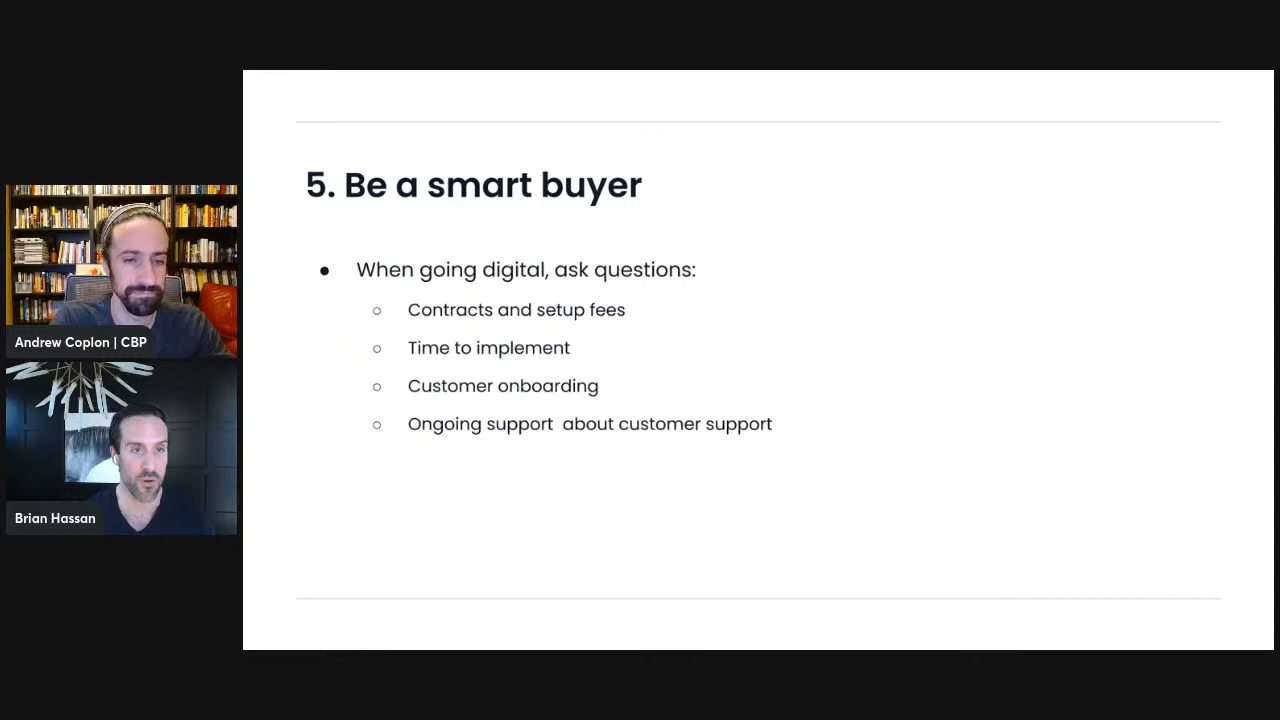 5. Be a smart buyer
● When going digital, ask questions:
○ Contracts and setup fees
○ Time to implement
○ Customer onboarding
○ Ongoing support  about customer support
Andrew Coplon | CBP
Brian Hassan